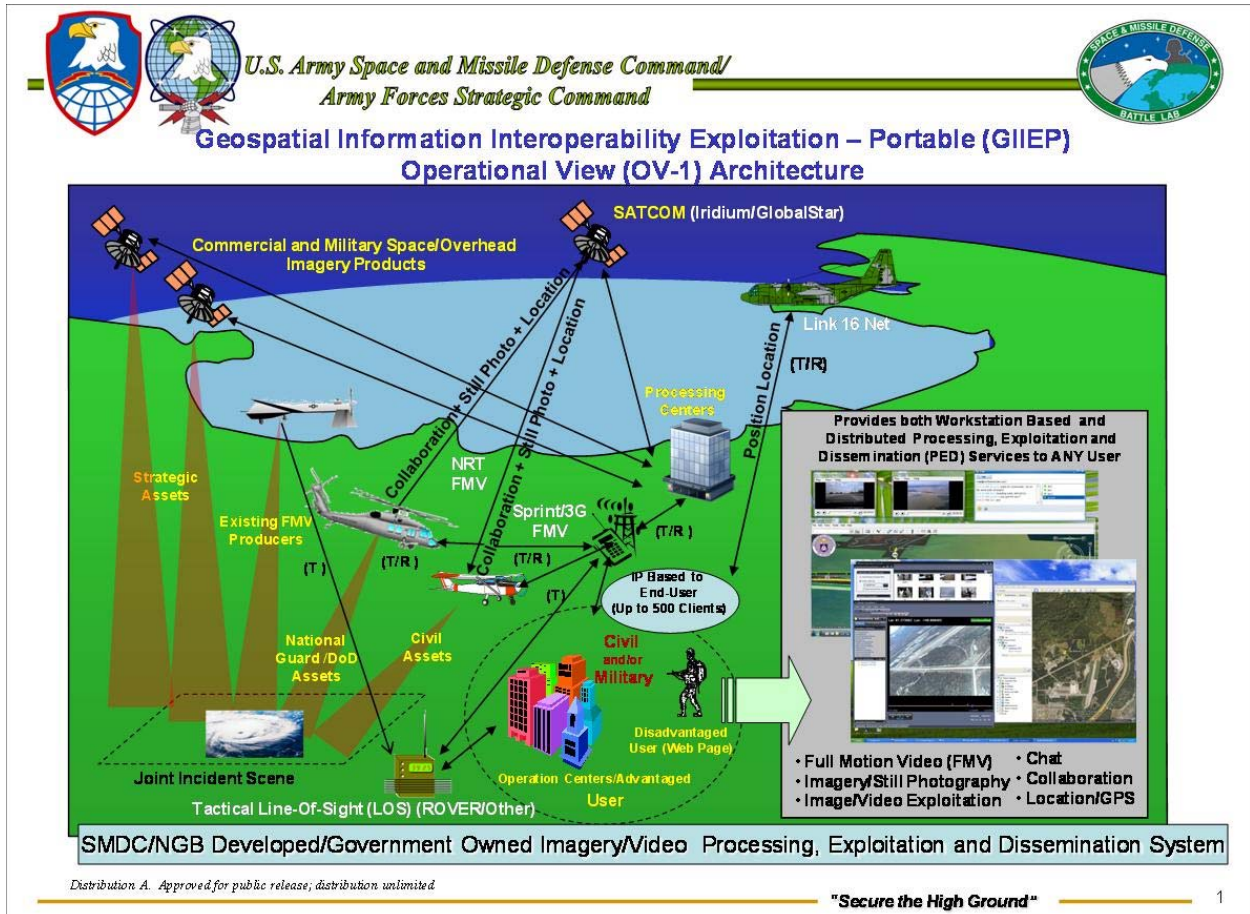 U.S. Army Space and Missile Defense Command/
Army Forces Strategic Command
SPACE & MISSILE DEFENSE
BATTLE LAB
Geospatial Information Interoperability Exploitation – Portable (GIIEP)
Operational View (OV-1) Architecture
SATCOM (Iridium/GlobalStar)
Commercial and Military Space/Overhead
Imagery Products
Link 16 Net
Collaboration + Still Photo + Location
Collaboration + Still Photo + Location
Position Location
(T/R)
Processing
Centers
Provides both Workstation Based and
Distributed Processing, Exploitation and
Dissemination (PED) Services to ANY User
NRT
FMV
Strategic
Assets
Existing FMV
Producers
Sprint/3G
FMV
(T)
(T/R)
(T/R)
(T/R)
(T)
IP Based to
End-User
(Up to 500 Clients)
National
Guard /DoD
Assets
Civil
Assets
Civil
and/or
Military
Disadvantaged
User (Web Page)
Joint Incident Scene
Operation Centers/Advantaged
User
Tactical Line-Of-Sight (LOS) (ROVER/Other)
• Full Motion Video (FMV)
• Imagery/Still Photography
• Image/Video Exploitation
• Chat
• Collaboration
• Location/GPS
SMDC/NGB Developed/Government Owned Imagery/Video Processing, Exploitation and Dissemination System
Distribution A. Approved for public release; distribution unlimited
"Secure the High Ground"
1